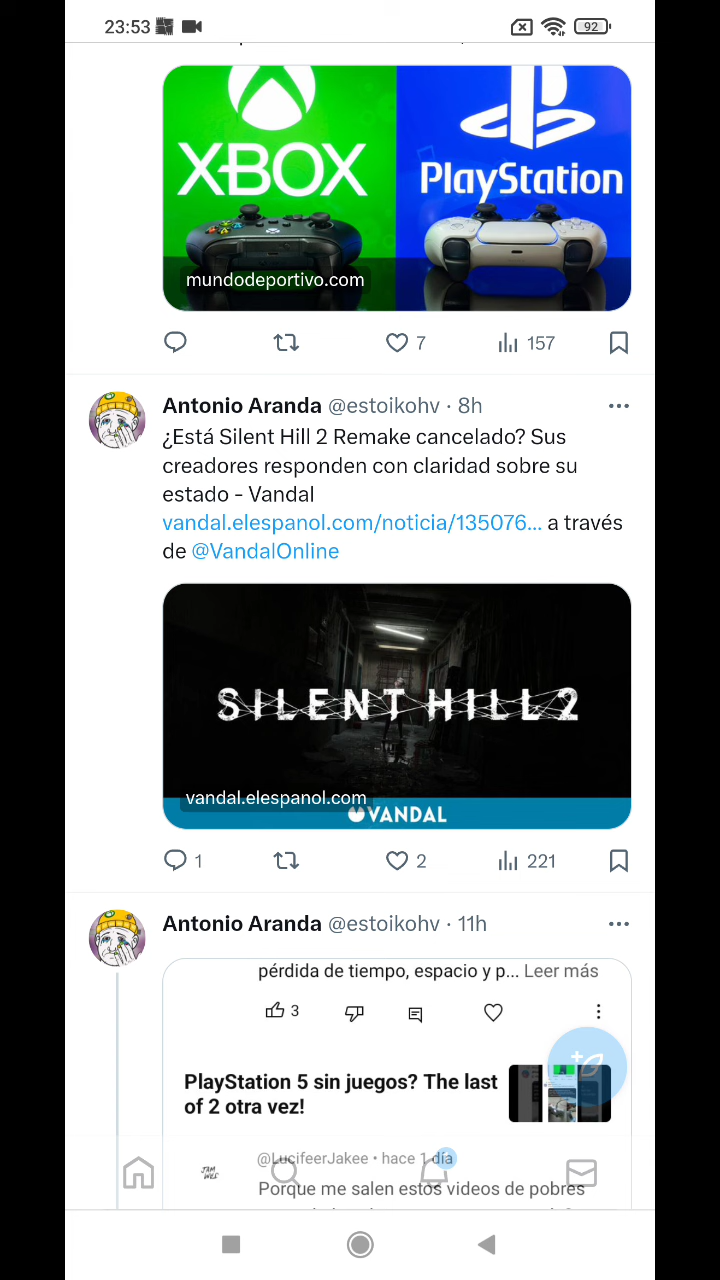 23:53
92
XBOX
PlayStation
mundodeportivo.com
7
157
Antonio Aranda @estoikohv · 8h
¿Está Silent Hill 2 Remake cancelado? Sus
creadores responden con claridad sobre su
estado - Vandal
vandal.elespanol.com/noticia/135076... a través
de @VandalOnline
SILENT HILL 2
vandal.elespanol.com
VANDAL
1
2
221
Antonio Aranda @estoikohv · 11h
pérdida de tiempo, espacio y p... Leer más
3
PlayStation 5 sin juegos? The last
of 2 otra vez!
@LucifeerJakee • hace 1 día
JAM
WES
Porque me salen estos videos de pobres